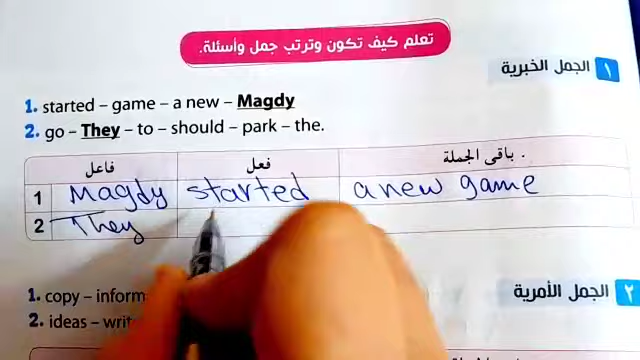 تعلم كيف تكون وترتب جمل وأسئلة.
١ الجمل الخبرية
1. started – game – a new – Magdy
2. go – They – to – should – park – the.
فاعل فعل باقى الجملة .
1 Magdy started a new game
2 They
٢ الجمل الأمرية
1. copy – inform
2. ideas – writ